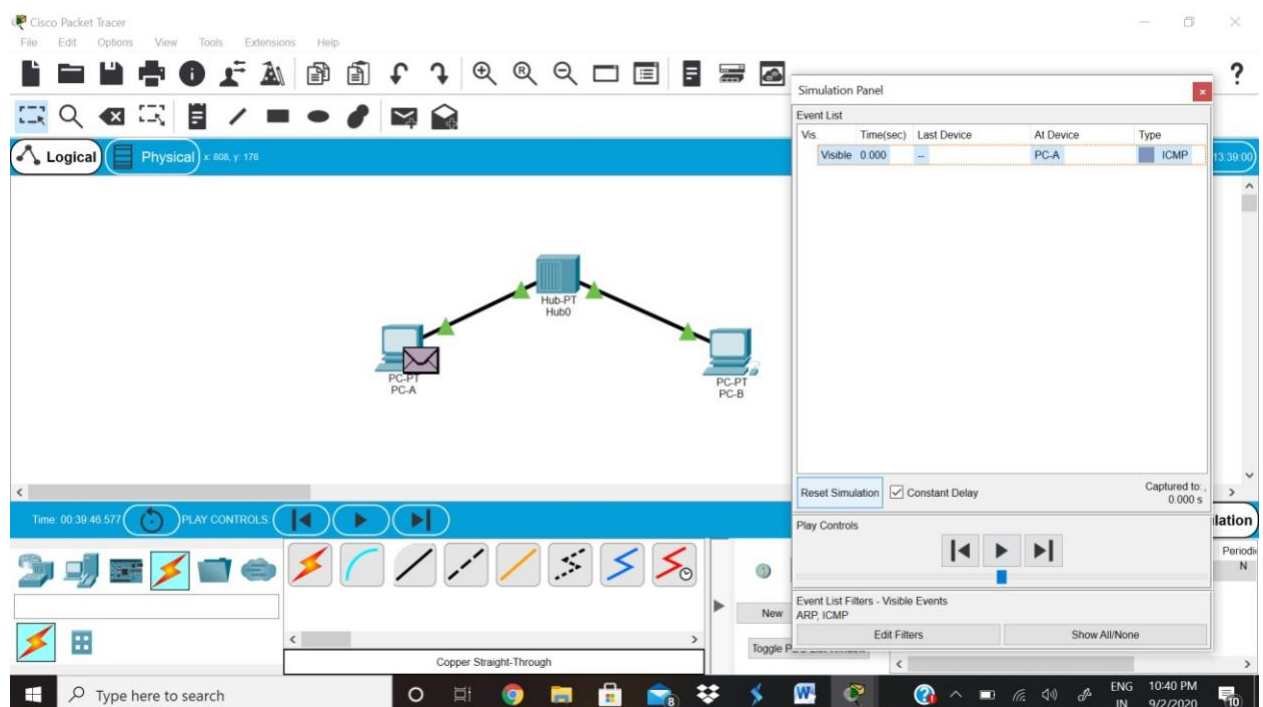 Cisco Packet Tracer
File Edit Options View Tools Extensions Help
Simulation Panel
Event List
Vis. Time(sec) Last Device At Device Type
Visible 0.000 -- PC-A ICMP
Logical Physical x: 808, y: 178
13:39:00
Hub-PT
Hub0
PC-PT
PC-A
PC-PT
PC-B
Reset Simulation Constant Delay
Captured to:
0.000 s
Time: 00:39:46.577 PLAY CONTROLS:
Play Controls
Event List Filters - Visible Events
ARP, ICMP
Edit Filters Show All/None
New
N
Copper Straight-Through
Type here to search
8
ENG
IN
10:40 PM
9/2/2020
10